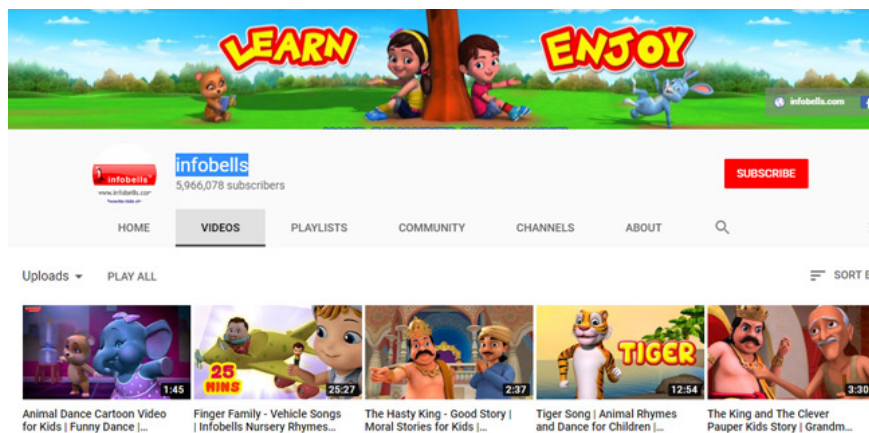 LEARN ENJOY
infobells.com
infobells
www.infobells.com
infobells
5,966,078 subscribers
SUBSCRIBE
HOME VIDEOS PLAYLISTS COMMUNITY CHANNELS ABOUT
Uploads PLAY ALL SORT B
1:45 25 MINS 25:27 2:37 TIGER 12:54 3:30
Animal Dance Cartoon Video Finger Family - Vehicle Songs The Hasty King - Good Story | Tiger Song | Animal Rhymes The King and The Clever
for Kids | Funny Dance |... | Infobells Nursery Rhymes... Moral Stories for Kids |... and Dance for Children |... Pauper Kids Story | Grandm...